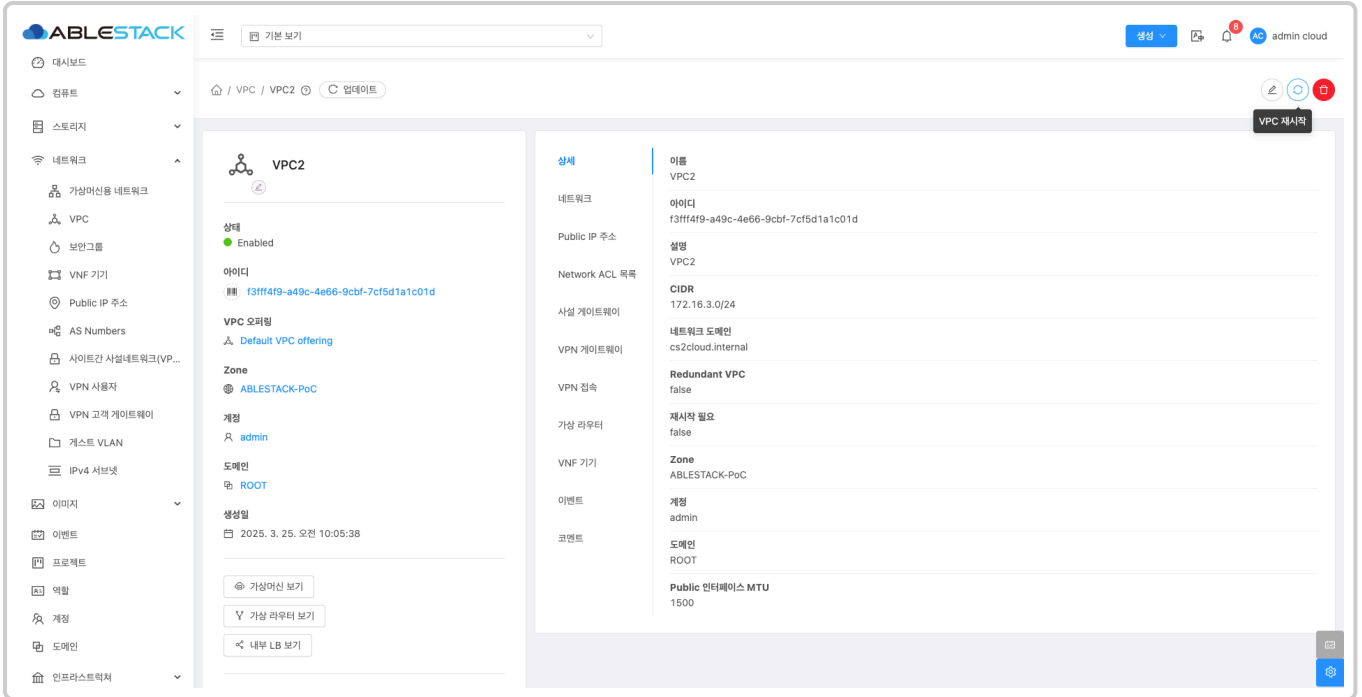 ABLESTACK
기본 보기
생성
8
AC
admin cloud
대시보드
컴퓨트
스토리지
네트워크
가상머신용 네트워크
VPC
보안그룹
VNF 기기
Public IP 주소
AS Numbers
사이트간 사설네트워크(VP...
VPN 사용자
VPN 고객 게이트웨이
게스트 VLAN
IPv4 서브넷
이미지
이벤트
프로젝트
역할
계정
도메인
인프라스트럭쳐
/ VPC / VPC2
업데이트
VPC 재시작
VPC2
상태
Enabled
아이디
f3fff4f9-a49c-4e66-9cbf-7cf5d1a1c01d
VPC 오퍼링
Default VPC offering
Zone
ABLESTACK-PoC
계정
admin
도메인
ROOT
생성일
2025. 3. 25. 오전 10:05:38
가상머신 보기
가상 라우터 보기
내부 LB 보기
상세
네트워크
Public IP 주소
Network ACL 목록
사설 게이트웨이
VPN 게이트웨이
VPN 접속
가상 라우터
VNF 기기
이벤트
코멘트
이름
VPC2
아이디
f3fff4f9-a49c-4e66-9cbf-7cf5d1a1c01d
설명
VPC2
CIDR
172.16.3.0/24
네트워크 도메인
cs2cloud.internal
Redundant VPC
false
재시작 필요
false
Zone
ABLESTACK-PoC
계정
admin
도메인
ROOT
Public 인터페이스 MTU
1500